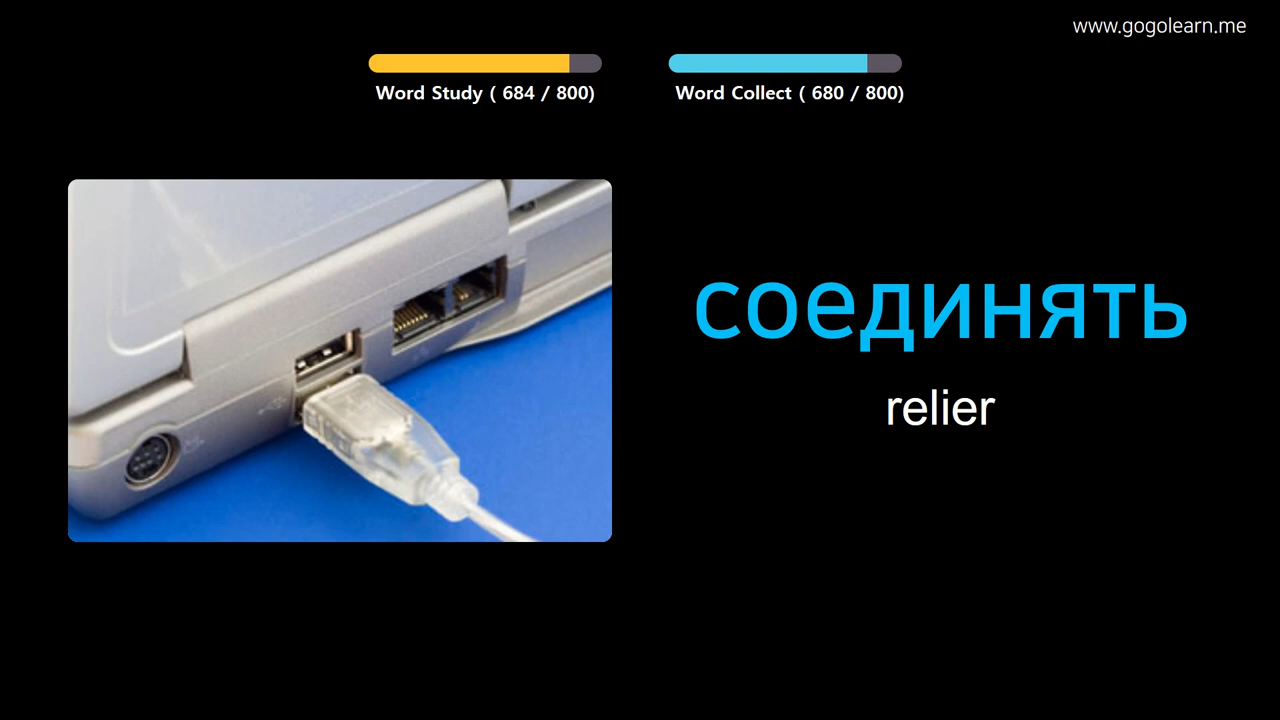 www.gogolearn.me
Word Study ( 684 / 800)
Word Collect ( 680 / 800)
соединять
relier